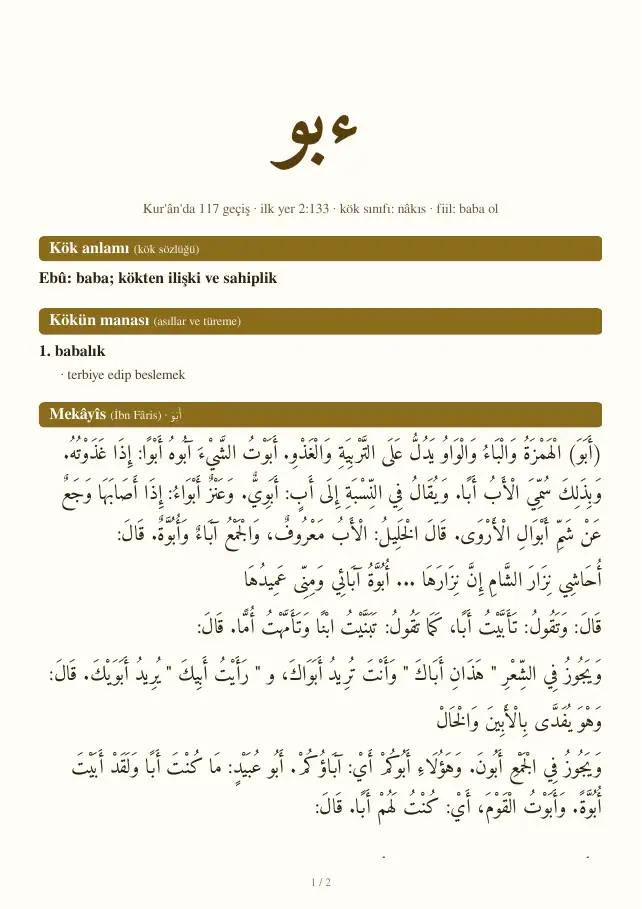 ءبو
Kur'ân'da 117 geçiş · ilk yer 2:133 · kök sınıfı: nâkıs · fiil: baba ol
Kök anlamı (kök sözlüğü)
Ebû: baba; kökten ilişki ve sahiplik
Kökün manası (asıllar ve türeme)
1. babalık
· terbiye edip beslemek
Mekâyîs (İbn Fâris) · أَبَوَ
(أَبَوَ) الْهَمْزَةُ وَالْبَاءُ وَالْوَاوُ يَدُلُّ عَلَى التَّرْبِيَةِ وَالْغَذْوِ. أَبَوْتُ الشَّيْءَ آبُوهُ أَبْوًا: إِذَا غَذَوْتُهُ.
وَبِذَلِكَ سُمِّيَ الْأَبُ أَبًا. وَيُقَالُ فِي النِّسْبَةِ إِلَى أَبٍ: أَبَوِيٌّ. وَعَنْزٌ أَبْوَاءُ: إِذَا أَصَابَهَا وَجَعٌ
عَنْ شَمِّ أَبْوَالِ الْأَرْوَى. قَالَ الْخَلِيلُ: الْأَبُ مَعْرُوفٌ، وَالْجَمْعُ آبَاءٌ وَأُبُوَّةٌ. قَالَ:
أُحَاشِي نِزَارَ الشَّامِ إِنَّ نِزَارَهَا ... أُبُوَّةُ آبَائِي وَمِنِّي عَمِيدُهَا
قَالَ: وَتَقُولُ: تَأَبَّيْتُ أَبًا، كَمَا تَقُولُ: تَبَنَّيْتُ ابْنًا وَتَأَمَّهْتُ أُمًّا. قَالَ:
وَيَجُوزُ فِي الشِّعْرِ " هَذَانِ أَبَاكَ " وَأَنْتَ تُرِيدُ أَبَوَاكَ، و " رَأَيْتُ أَبِيكَ " يُرِيدُ أَبَوَيْكَ. قَالَ:
وَهْوَ يُفَدَّى بِالْأَبِينَ وَالْخَالْ
وَيَجُوزُ فِي الْجَمْعِ أَبُونَ. وَهَؤُلَاءِ أَبُوكُمْ أَيْ: آبَاؤُكُمْ. أَبُو عُبَيْدٍ: مَا كُنْتَ أَبًا وَلَقَدْ أَبَيْتَ
أُبُوَّةً. وَأَبَوْتُ الْقَوْمَ، أَيْ: كُنْتُ لَهُمْ أَبًا. قَالَ:
1 / 2